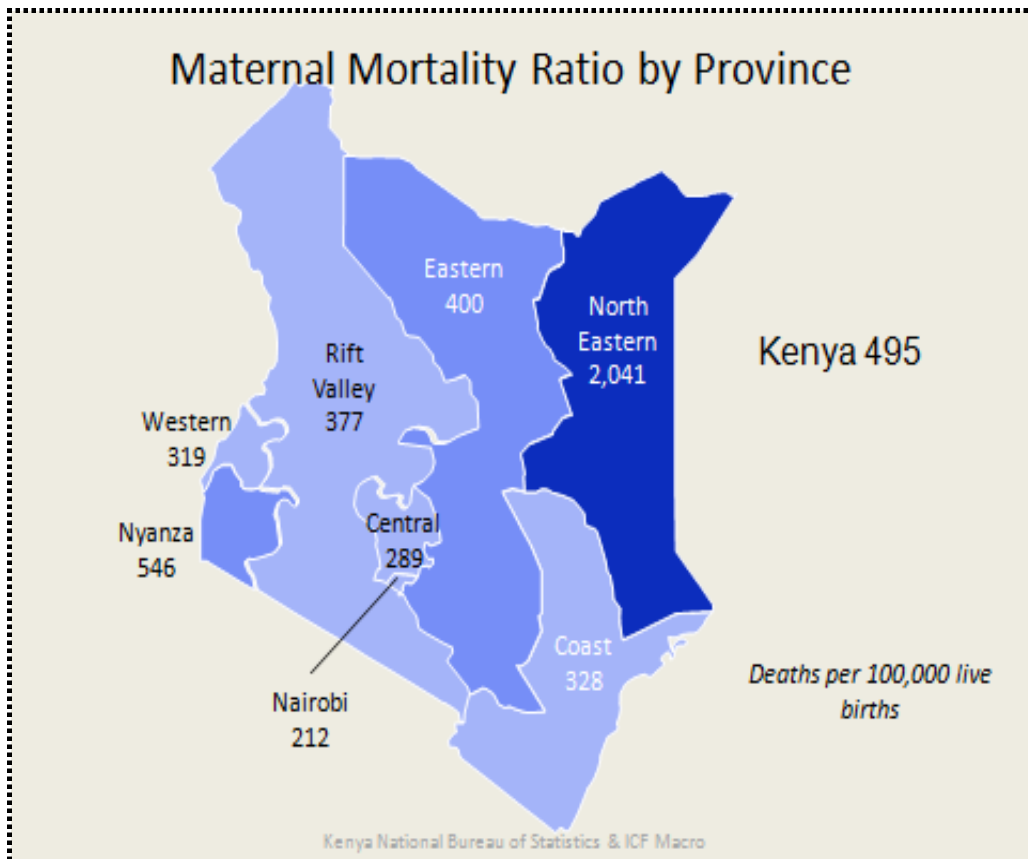 Maternal Mortality Ratio by Province
Eastern
400
North
Eastern
2,041
Kenya 495
Rift
Valley
377
Western
319
Nyanza
546
Central
289
Coast
328
Nairobi
212
Deaths per 100,000 live
births
Kenya National Bureau of Statistics & ICF Macro